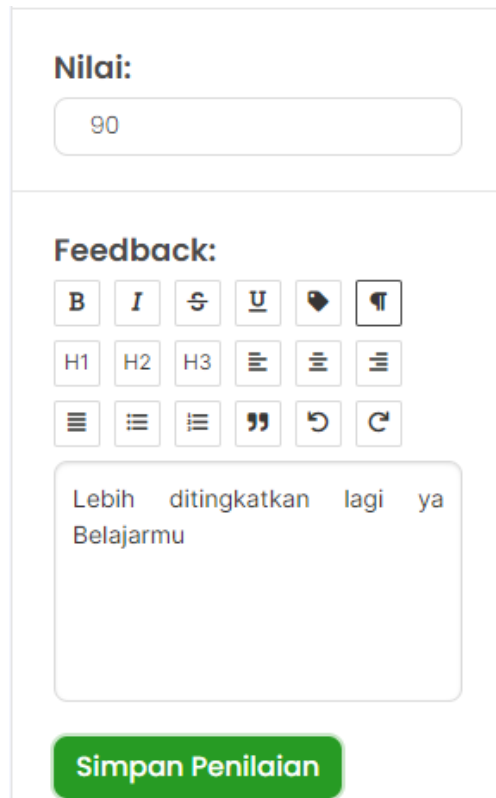 Nilai:
90
Feedback:
B I S U ¶
H1 H2 H3
Lebih ditingkatkan lagi ya
Belajarmu
Simpan Penilaian